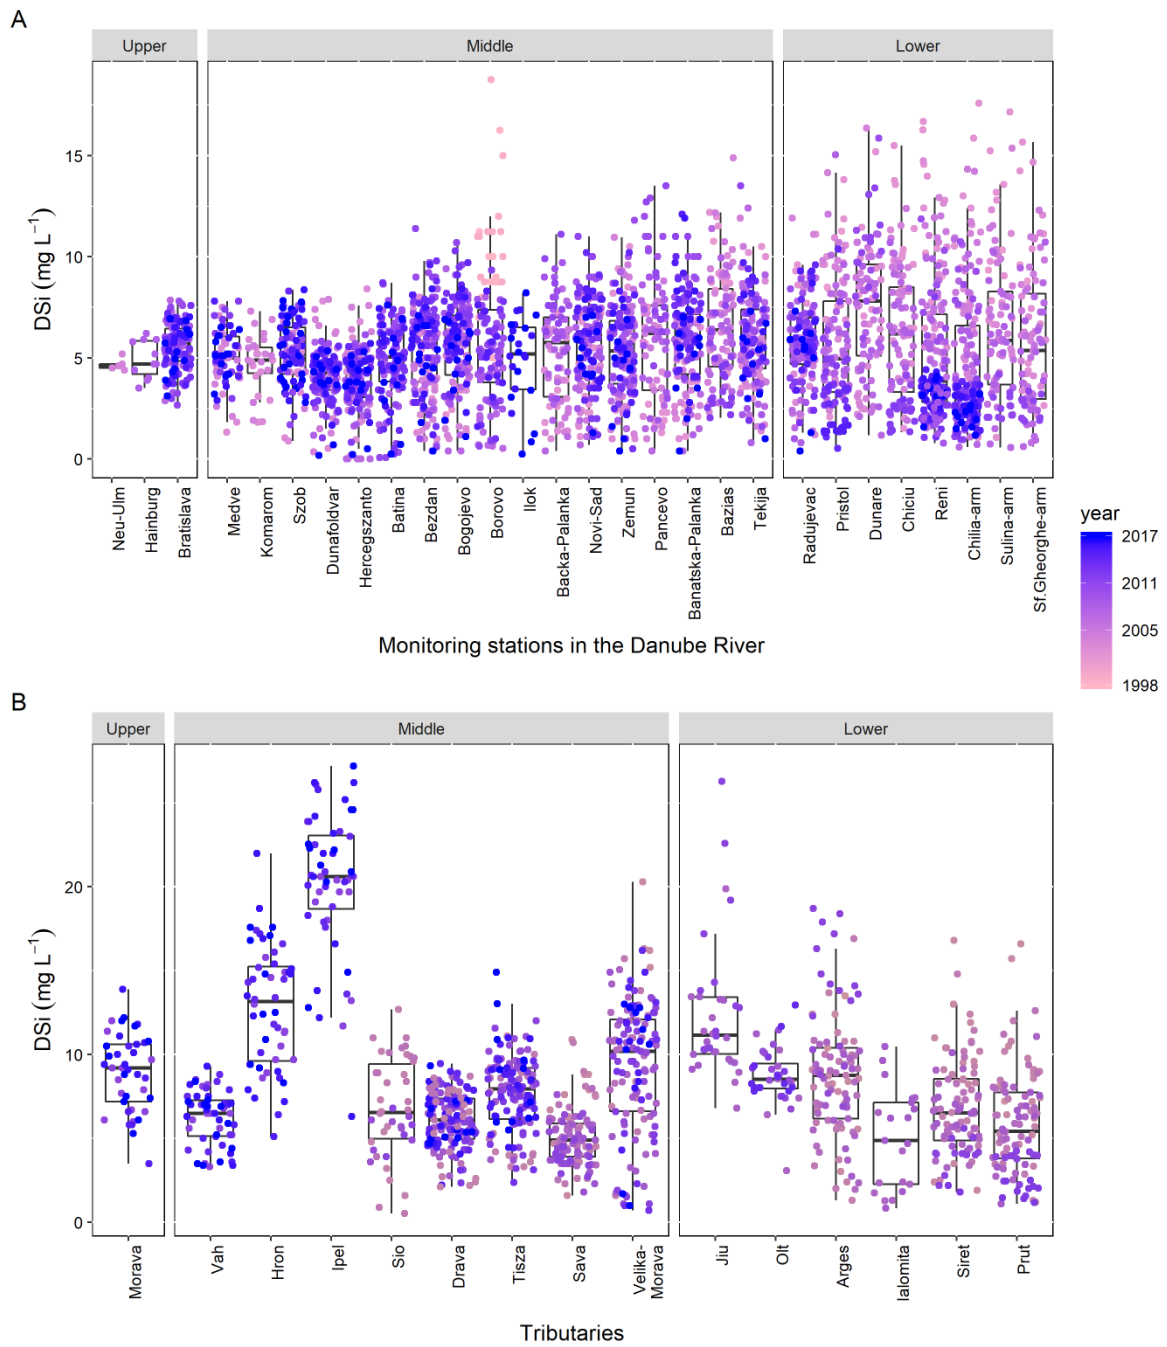 A
Upper Middle Lower
DSi (mg L⁻¹)
15
10
5
0
Neu-Ulm
Hainburg
Bratislava
Medve
Komarom
Szob
Dunafoldvar
Hercegszanto
Batina
Bezdan
Bogojevo
Borovo
Ilok
Backa-Palanka
Novi-Sad
Zemun
Pancevo
Banatska-Palanka
Bazias
Tekija
Radujevac
Pristol
Dunare
Chiciu
Reni
Chilia-arm
Sulina-arm
Sf.Gheorghe-arm
Monitoring stations in the Danube River
year
2017
2011
2005
1998
B
Upper Middle Lower
DSi (mg L⁻¹)
20
10
0
Morava
Vah
Hron
Ipel
Sio
Drava
Tisza
Sava
Velika-
Morava
Jiu
Olt
Arges
Ialomita
Siret
Prut
Tributaries